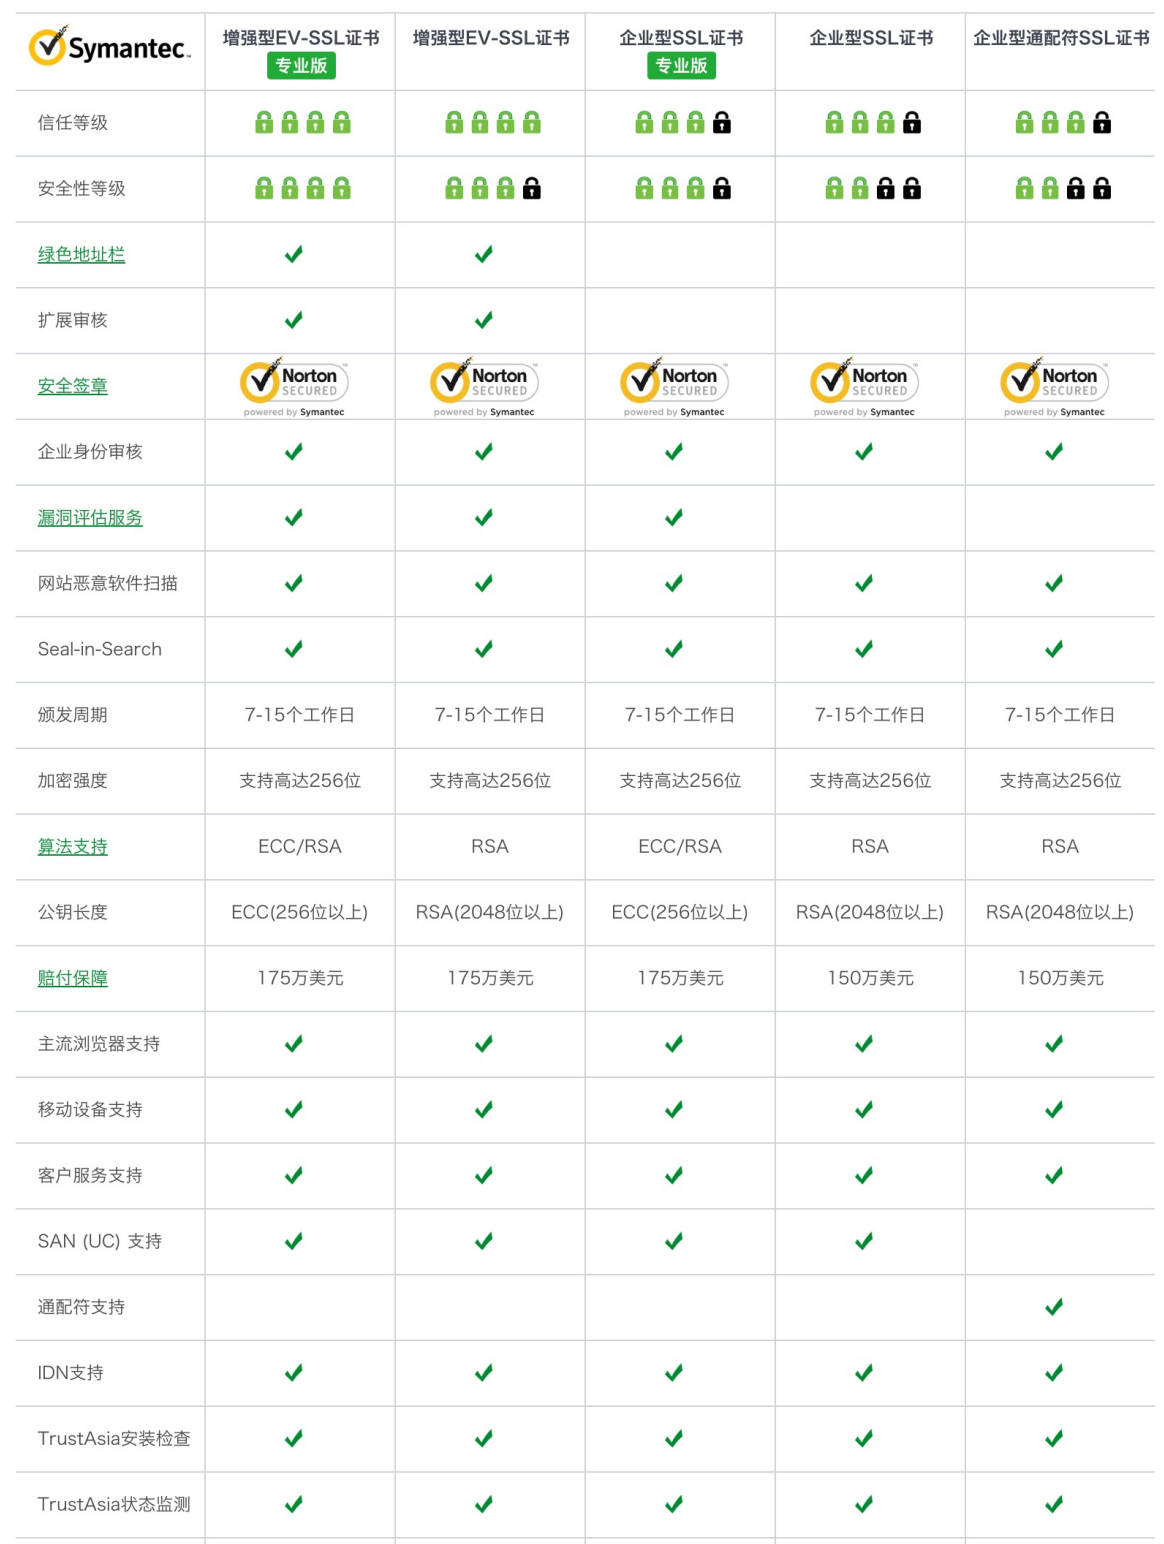 Symantec.
增强型EV-SSL证书
专业版
增强型EV-SSL证书
企业型SSL证书
专业版
企业型SSL证书
企业型通配符SSL证书
信任等级
安全性等级
绿色地址栏
扩展审核
安全签章
Norton
SECURED
powered by Symantec
Norton
SECURED
powered by Symantec
Norton
SECURED
powered by Symantec
Norton
SECURED
powered by Symantec
Norton
SECURED
powered by Symantec
企业身份审核
漏洞评估服务
网站恶意软件扫描
Seal-in-Search
颁发周期 7-15个工作日 7-15个工作日 7-15个工作日 7-15个工作日 7-15个工作日
加密强度 支持高达256位 支持高达256位 支持高达256位 支持高达256位 支持高达256位
算法支持 ECC/RSA RSA ECC/RSA RSA RSA
公钥长度 ECC(256位以上) RSA(2048位以上) ECC(256位以上) RSA(2048位以上) RSA(2048位以上)
赔付保障 175万美元 175万美元 175万美元 150万美元 150万美元
主流浏览器支持
移动设备支持
客户服务支持
SAN (UC) 支持
通配符支持
IDN支持
TrustAsia安装检查
TrustAsia状态监测